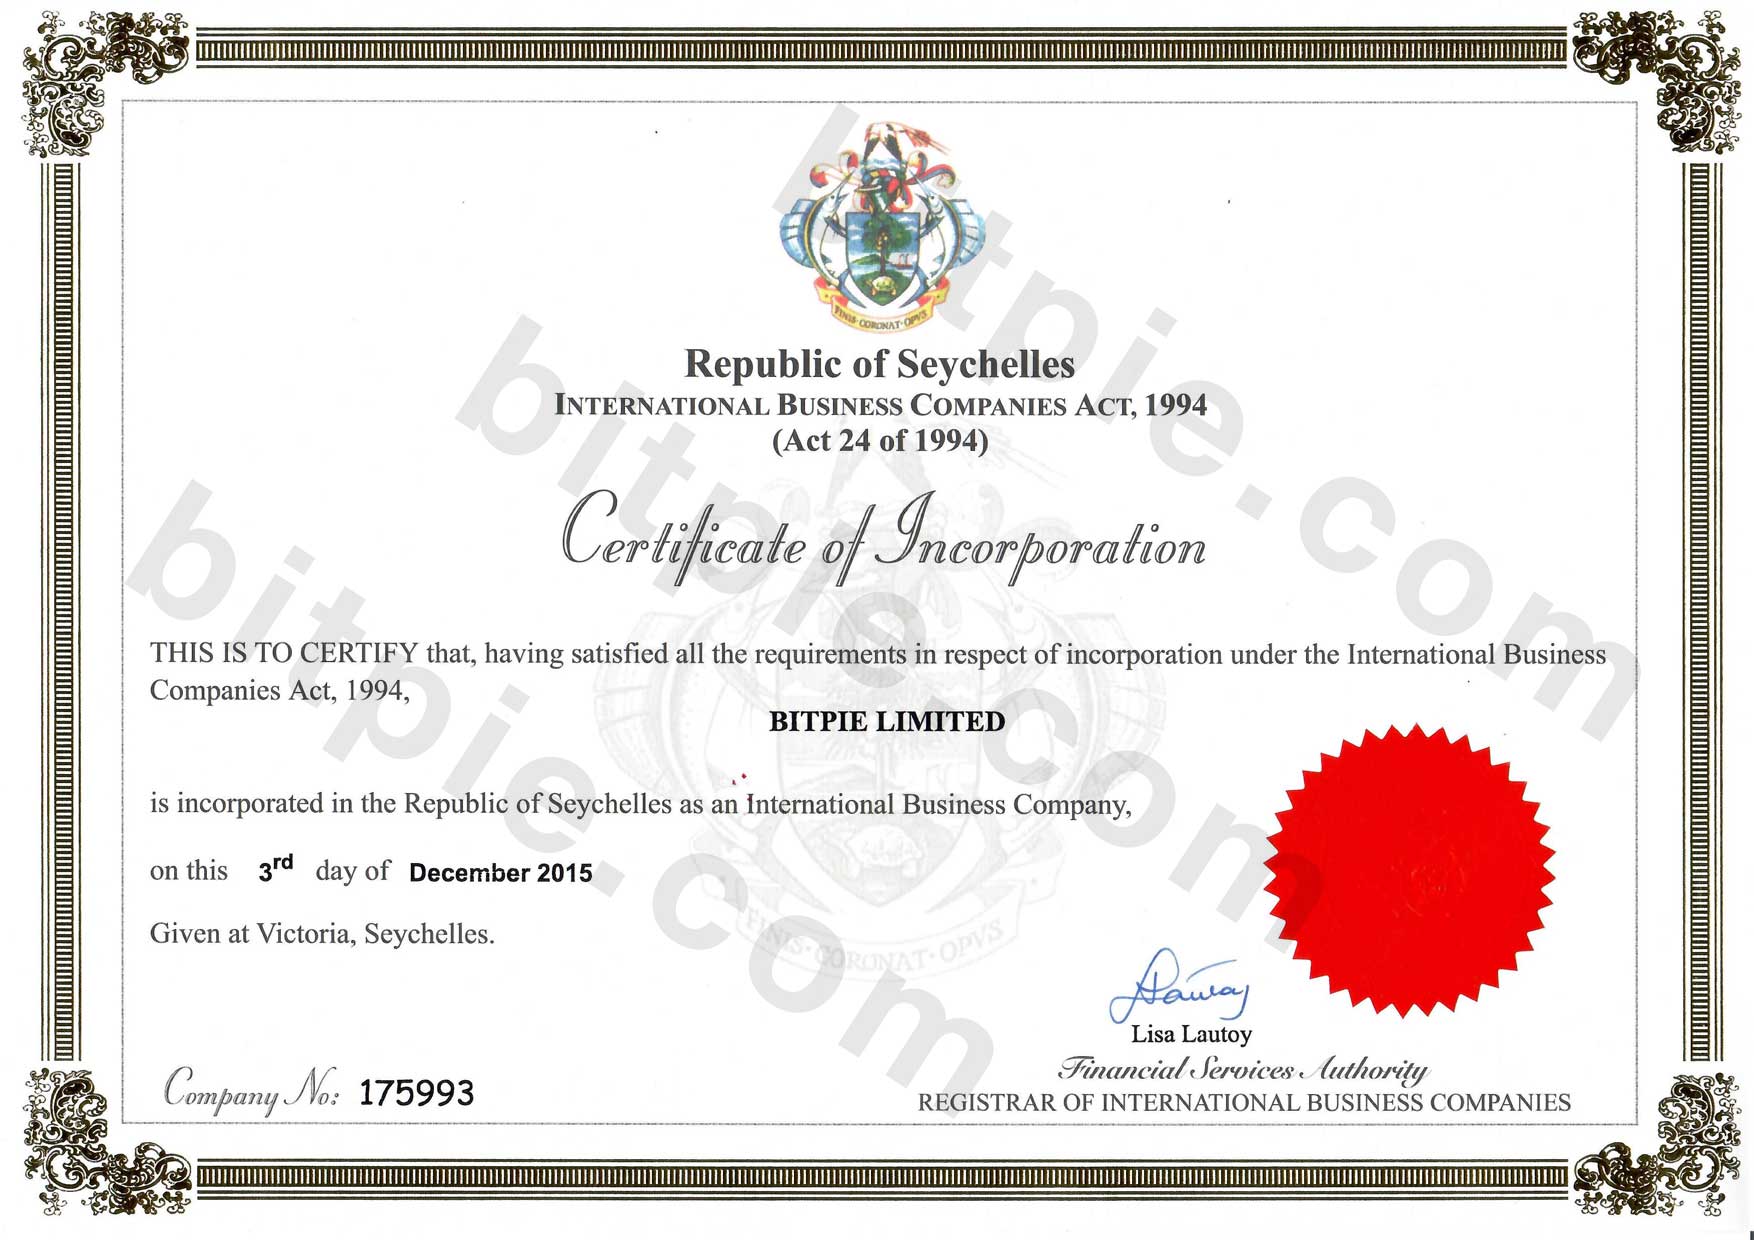 FINIS·CORONAT·OPVS
Republic of Seychelles
INTERNATIONAL BUSINESS COMPANIES ACT, 1994
(Act 24 of 1994)
Certificate of Incorporation
THIS IS TO CERTIFY that, having satisfied all the requirements in respect of incorporation under the International Business
Companies Act, 1994,
BITPIE LIMITED
is incorporated in the Republic of Seychelles as an International Business Company,
on this 3rd day of December 2015
Given at Victoria, Seychelles.
FINIS·CORONAT·OPVS
Lautoy
Lisa Lautoy
Financial Services Authority
REGISTRAR OF INTERNATIONAL BUSINESS COMPANIES
Company No: 175993
bitpie.com
bitpie.com
bitpie.com